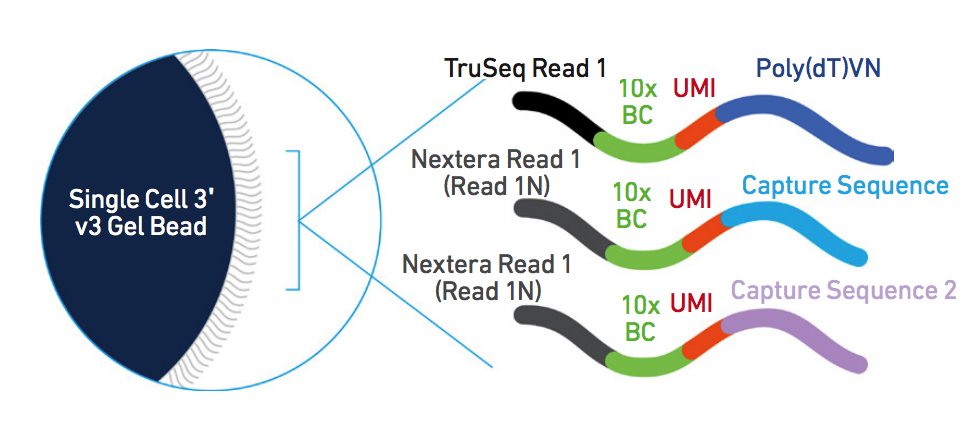 Single Cell 3'
v3 Gel Bead
TruSeq Read 1
10x
BC
UMI
Poly(dT)VN
Nextera Read 1
(Read 1N)
10x
BC
UMI
Capture Sequence
Nextera Read 1
(Read 1N)
10x
BC
UMI
Capture Sequence 2